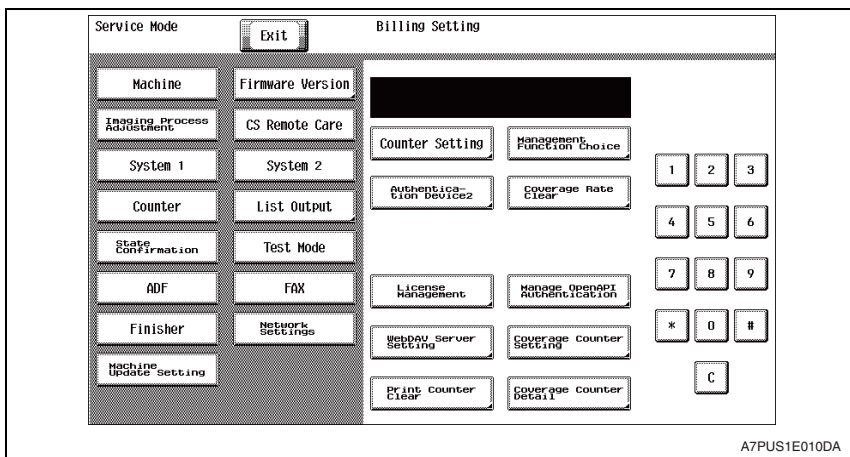 Service Mode
Exit
Billing Setting
Machine
Firmware Version
Imaging Process
Adjustment
CS Remote Care
System 1
System 2
Counter
List Output
State
Confirmation
Test Mode
ADF
FAX
Finisher
Network
Settings
Machine
Update Setting
Counter Setting
Management
Function Choice
Authentica-
tion Device2
Coverage Rate
Clear
License
Management
Manage OpenAPI
Authentication
WebDAV Server
Setting
Coverage Counter
Setting
Print Counter
Clear
Coverage Counter
Detail
1 2 3
4 5 6
7 8 9
* 0 #
C
A7PUS1E010DA